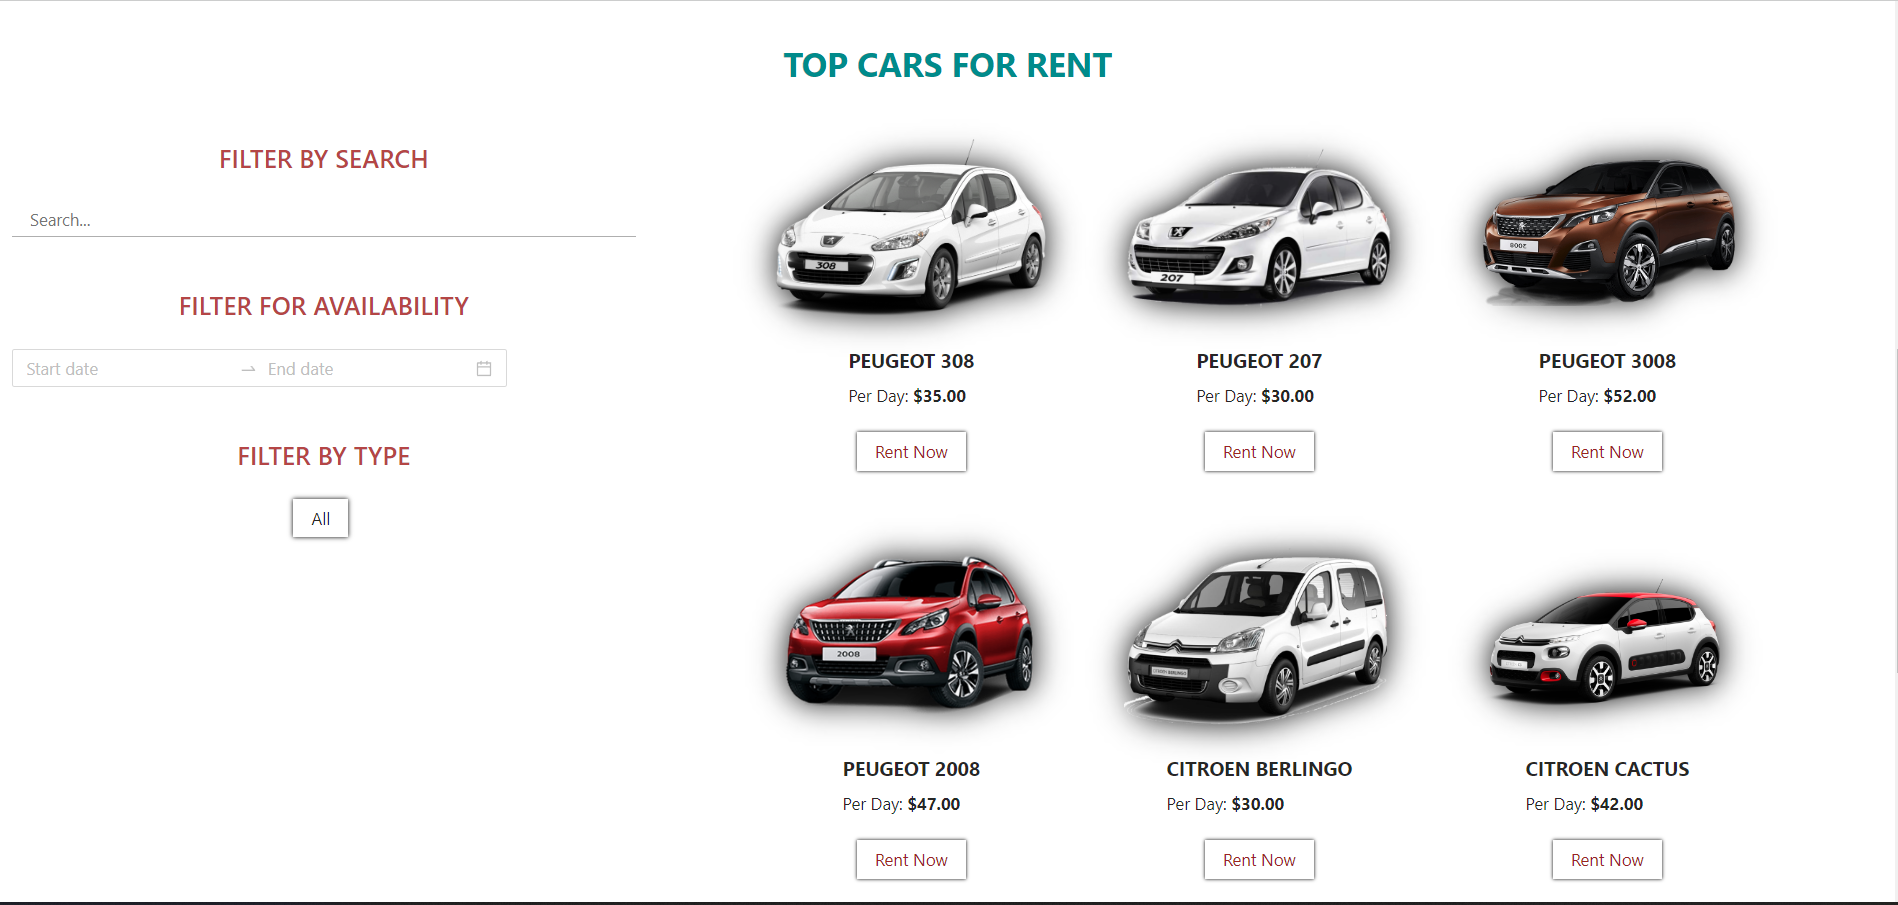 TOP CARS FOR RENT
FILTER BY SEARCH
Search...
FILTER FOR AVAILABILITY
Start date
End date
FILTER BY TYPE
All
308
207
3008
PEUGEOT 308
PEUGEOT 207
PEUGEOT 3008
Per Day: $35.00
Per Day: $30.00
Per Day: $52.00
Rent Now
Rent Now
Rent Now
2008
CITROEN BERLINGO
PEUGEOT 2008
CITROEN BERLINGO
CITROEN CACTUS
Per Day: $47.00
Per Day: $30.00
Per Day: $42.00
Rent Now
Rent Now
Rent Now